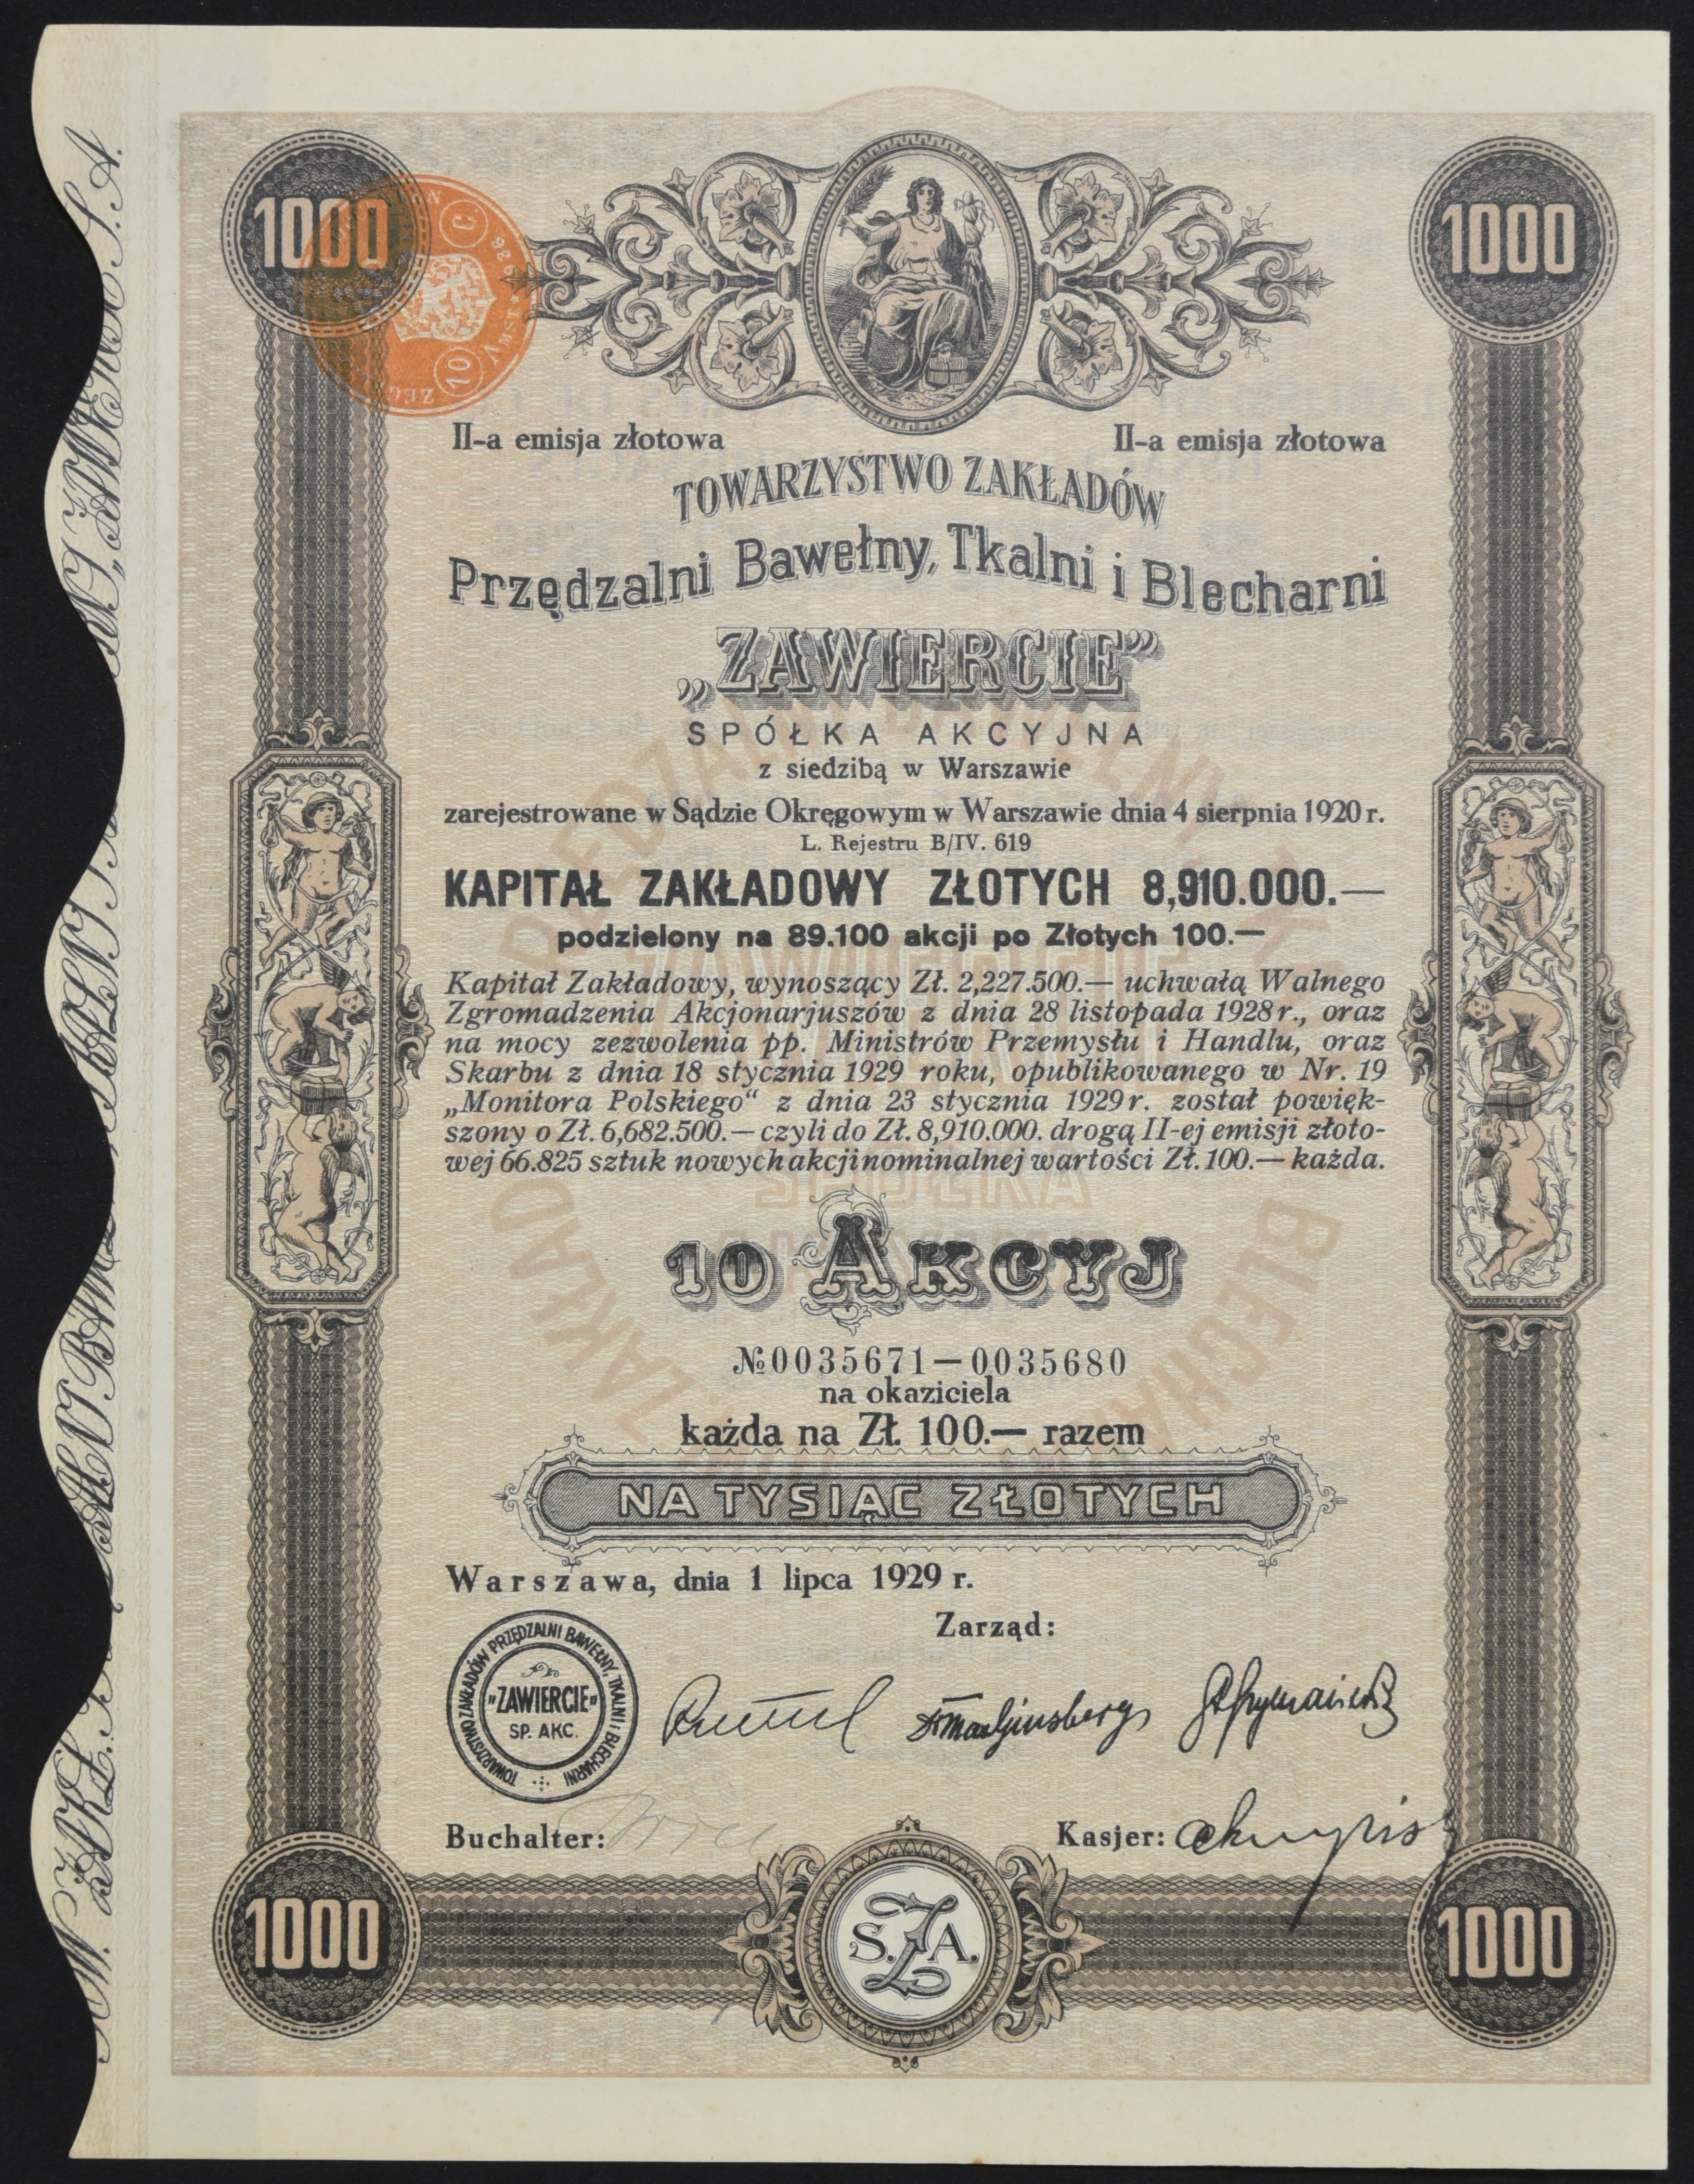 1000
1000
II-a emisja złotowa
II-a emisja złotowa
TOWARZYSTWO ZAKŁADÓW
Przędzalni Bawełny, Tkalni i Blecharni
„ZAWIERCIE”
SPÓŁKA AKCYJNA
z siedzibą w Warszawie
zarejestrowane w Sądzie Okręgowym w Warszawie dnia 4 sierpnia 1920 r.
L. Rejestru B/IV. 619
KAPITAŁ ZAKŁADOWY ZŁOTYCH 8,910.000.—
podzielony na 89.100 akcji po Złotych 100.—
Kapitał Zakładowy, wynoszący Zł. 2,227.500.— uchwałą Walnego
Zgromadzenia Akcjonarjuszów z dnia 28 listopada 1928 r., oraz
na mocy zezwolenia pp. Ministrów Przemysłu i Handlu, oraz
Skarbu z dnia 18 stycznia 1929 roku, opublikowanego w Nr. 19
„Monitora Polskiego“ z dnia 23 stycznia 1929 r. został powięk-
szony o Zł. 6,682.500.— czyli do Zł. 8,910.000. drogą II-ej emisji złoto-
wej 66.825 sztuk nowych akcji nominalnej wartości Zł. 100.— każda.
10 AKCYJ
№ 0035671—0035680
na okaziciela
każda na Zł. 100.— razem
NA TYSIĄC ZŁOTYCH
Warszawa, dnia 1 lipca 1929 r.
Zarząd:
TOWARZYSTWO ZAKŁADÓW PRZĘDZALNI BAWEŁNY, TKALNI I BLECHARNI
„ZAWIERCIE”
SP. AKC.
Buchalter:
Kasjer:
1000
S.Z.A.
1000